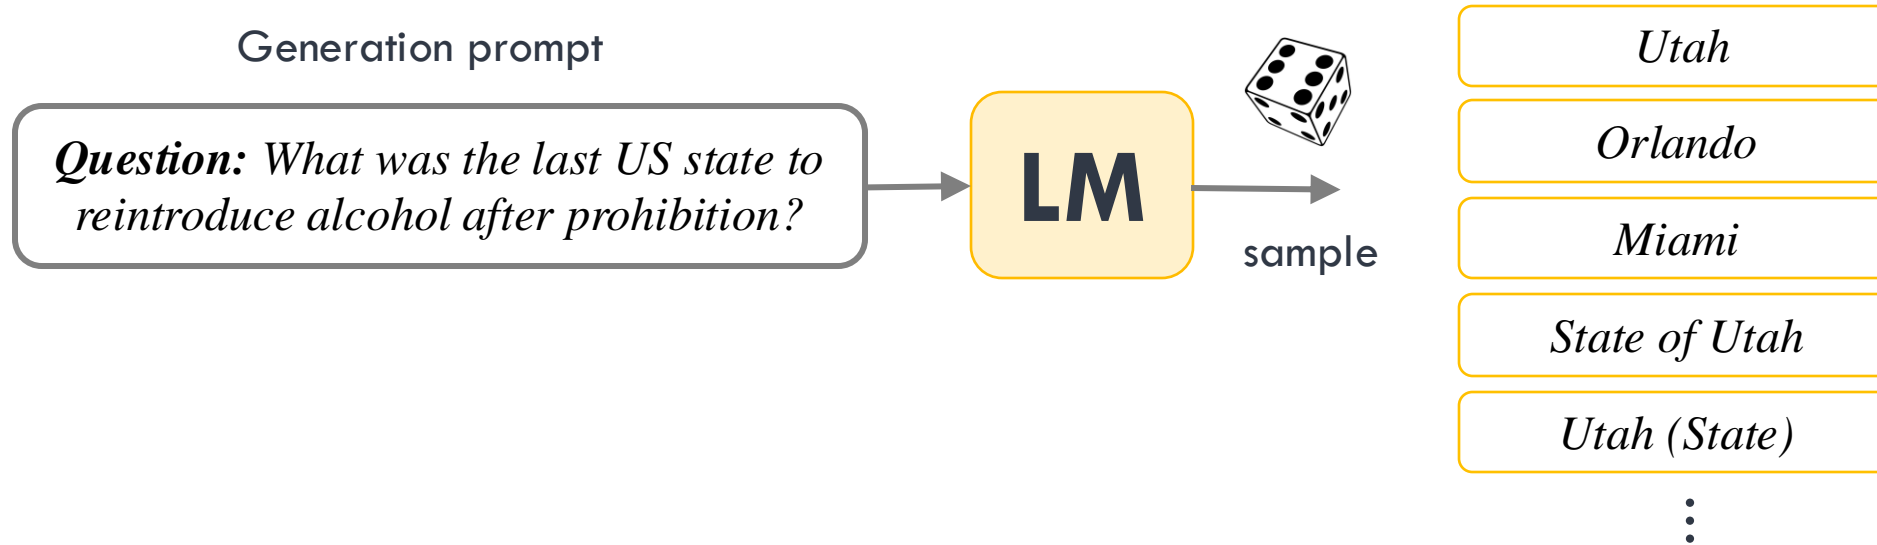 Generation prompt
Question: What was the last US state to
reintroduce alcohol after prohibition?
LM
sample
Utah
Orlando
Miami
State of Utah
Utah (State)
⋮